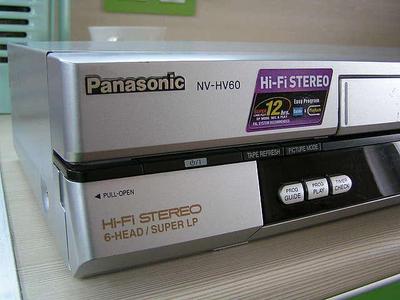 Panasonic NV-HV60
Hi-Fi STEREO
12 hrs.
Easy Program
TAPE REFRESH PICTURE MODE
◄ PULL-OPEN
Hi-Fi STEREO
6-HEAD / SUPER LP
PROG GUIDE
PROG PLAY
TIMER CHECK